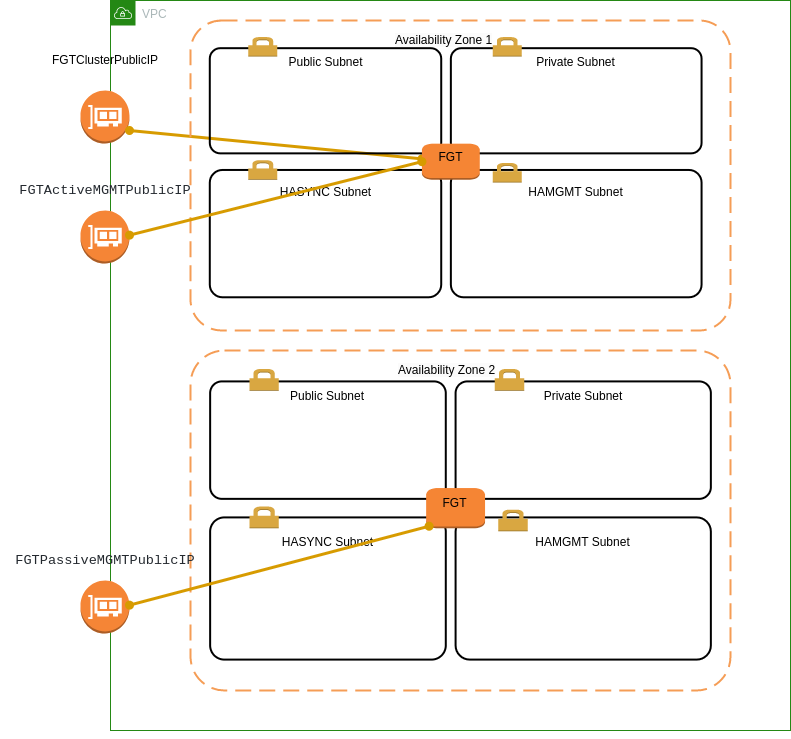 VPC
Availability Zone 1
FGTClusterPublicIP
Public Subnet
Private Subnet
FGT
FGTActiveMGMTPublicIP
HASYNC Subnet
HAMGMT Subnet
Availability Zone 2
Public Subnet
Private Subnet
FGT
HASYNC Subnet
HAMGMT Subnet
FGTPassiveMGMTPublicIP